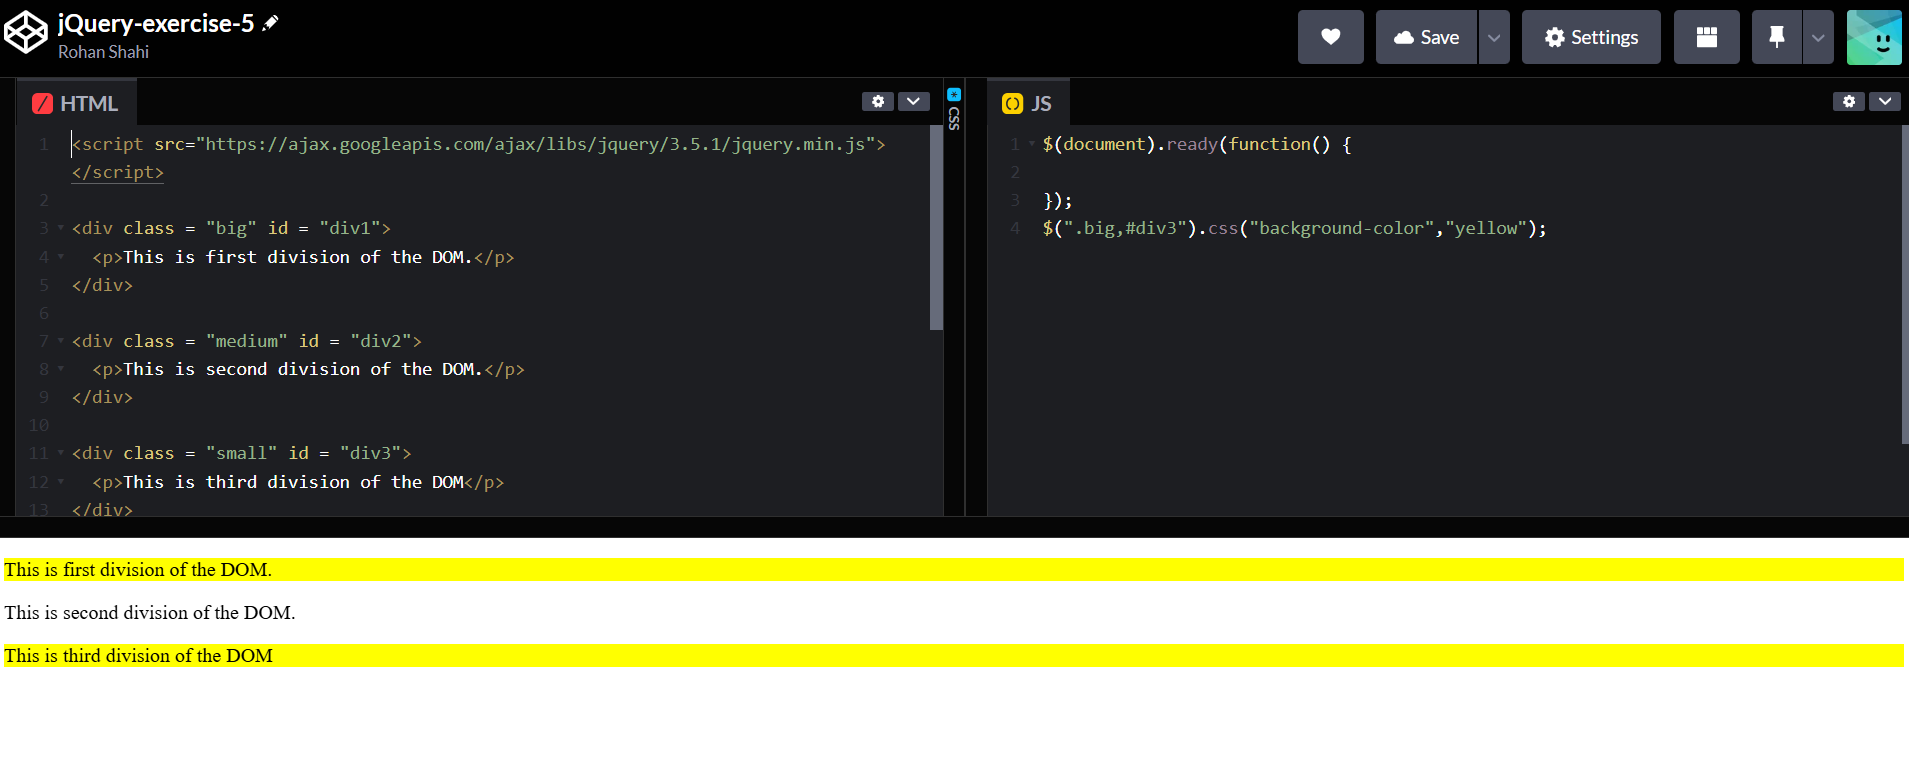 jQuery-exercise-5
Rohan Shahi
Save
Settings
HTML
CSS
JS
1 <script src="https://ajax.googleapis.com/ajax/libs/jquery/3.5.1/jquery.min.js">
</script>
2
3 <div class = "big" id = "div1">
4 <p>This is first division of the DOM.</p>
5 </div>
6
7 <div class = "medium" id = "div2">
8 <p>This is second division of the DOM.</p>
9 </div>
10
11 <div class = "small" id = "div3">
12 <p>This is third division of the DOM</p>
13 </div>
1 $(document).ready(function() {
2
3 });
4 $(".big,#div3").css("background-color","yellow");
This is first division of the DOM.
This is second division of the DOM.
This is third division of the DOM